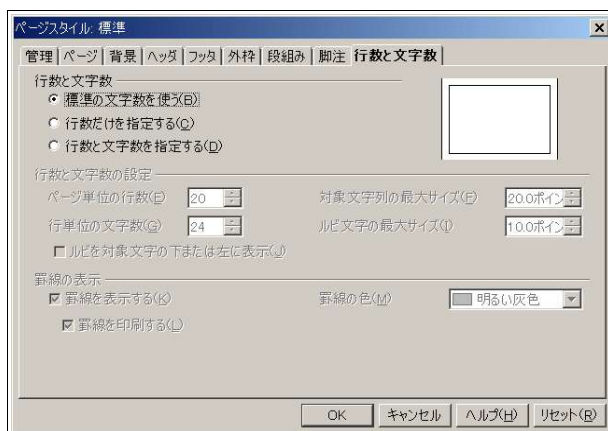 ページスタイル: 標準
管理 ページ 背景 ヘッダ フッタ 外枠 段組み 脚注 行数と文字数
行数と文字数
標準の文字数を使う(B)
行数だけを指定する(C)
行数と文字数を指定する(D)
行数と文字数の設定
ページ単位の行数(E) 20 対象文字列の最大サイズ(F) 20.0ポイン
行単位の文字数(G) 24 ルビ文字の最大サイズ(I) 10.0ポイン
ルビを対象文字の下または左に表示(J)
罫線の表示
罫線を表示する(K) 罫線の色(M) 明るい灰色
罫線を印刷する(L)
OK キャンセル ヘルプ(H) リセット(R)